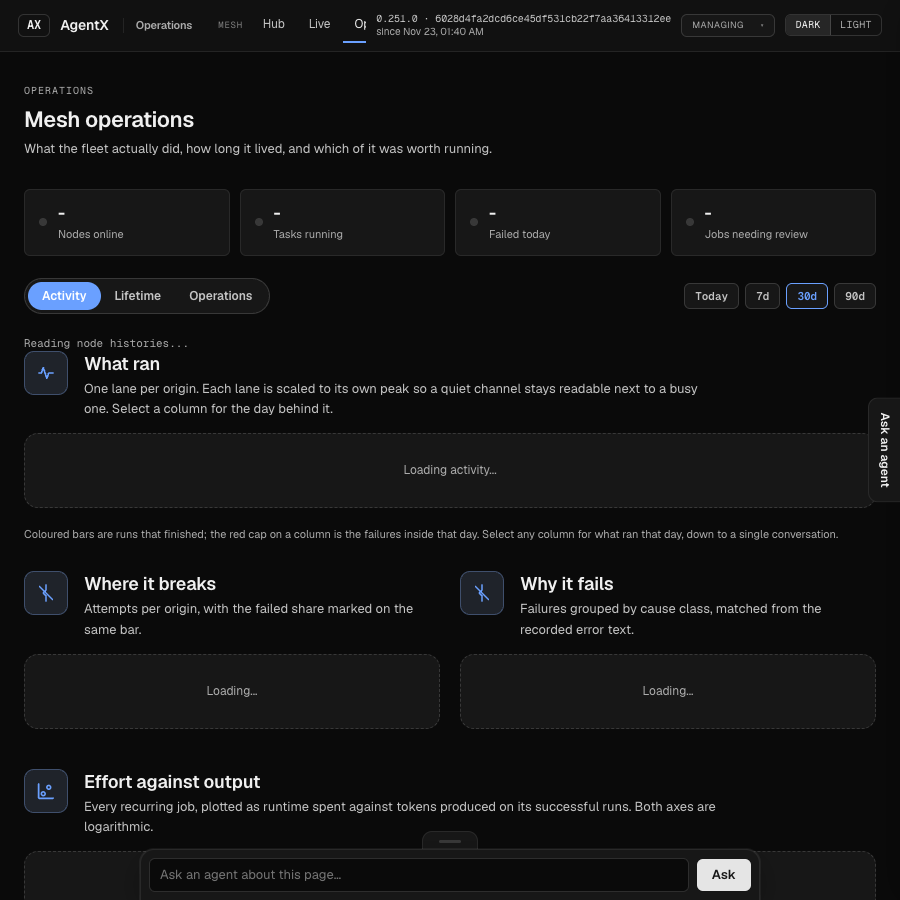 AX AgentX Operations MESH Hub Live Op 0.251.0 · 6028d4fa2dcd6ce45df531cb22f7aa36413312ee MANAGING DARK LIGHT
since Nov 23, 01:40 AM
OPERATIONS
Mesh operations
What the fleet actually did, how long it lived, and which of it was worth running.
- - - -
Nodes online Tasks running Failed today Jobs needing review
Activity Lifetime Operations Today 7d 30d 90d
Reading node histories...
What ran
One lane per origin. Each lane is scaled to its own peak so a quiet channel stays readable next to a busy
one. Select a column for the day behind it.
Ask an agent
Loading activity...
Coloured bars are runs that finished; the red cap on a column is the failures inside that day. Select any column for what ran that day, down to a single conversation.
Where it breaks
Attempts per origin, with the failed share marked on the
same bar.
Loading...
Why it fails
Failures grouped by cause class, matched from the
recorded error text.
Loading...
Effort against output
Every recurring job, plotted as runtime spent against tokens produced on its successful runs. Both axes are
logarithmic.
Ask an agent about this page... Ask